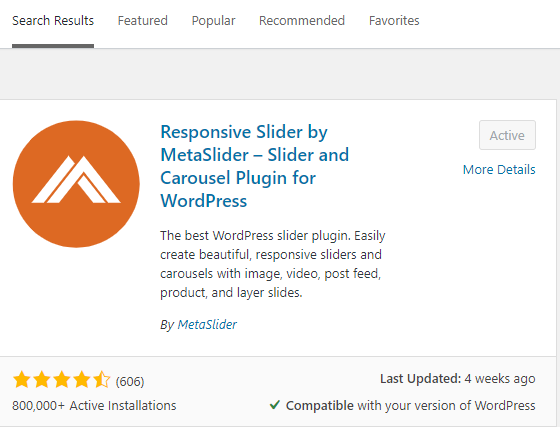 Search Results Featured Popular Recommended Favorites
Responsive Slider by
MetaSlider – Slider and
Carousel Plugin for
WordPress
Active
More Details
The best WordPress slider plugin. Easily
create beautiful, responsive sliders and
carousels with image, video, post feed,
product, and layer slides.
By MetaSlider
(606)
800,000+ Active Installations
Last Updated: 4 weeks ago
Compatible with your version of WordPress